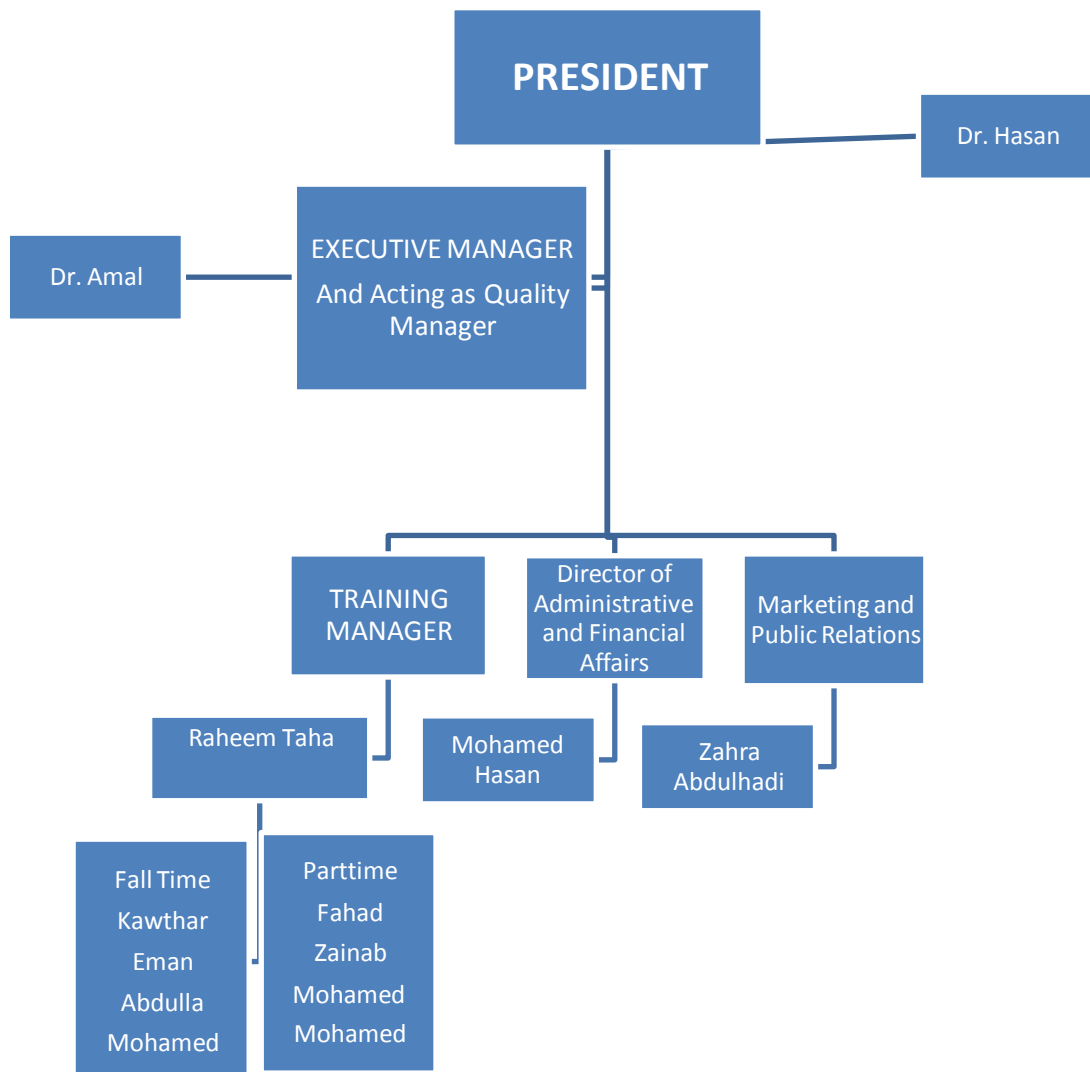 PRESIDENT
Dr. Hasan
EXECUTIVE MANAGER
And Acting as Quality
Manager
Dr. Amal
TRAINING
MANAGER
Director of
Administrative
and Financial
Affairs
Marketing and
Public Relations
Raheem Taha
Mohamed
Hasan
Zahra
Abdulhadi
Fall Time
Kawthar
Eman
Abdulla
Mohamed
Parttime
Fahad
Zainab
Mohamed
Mohamed